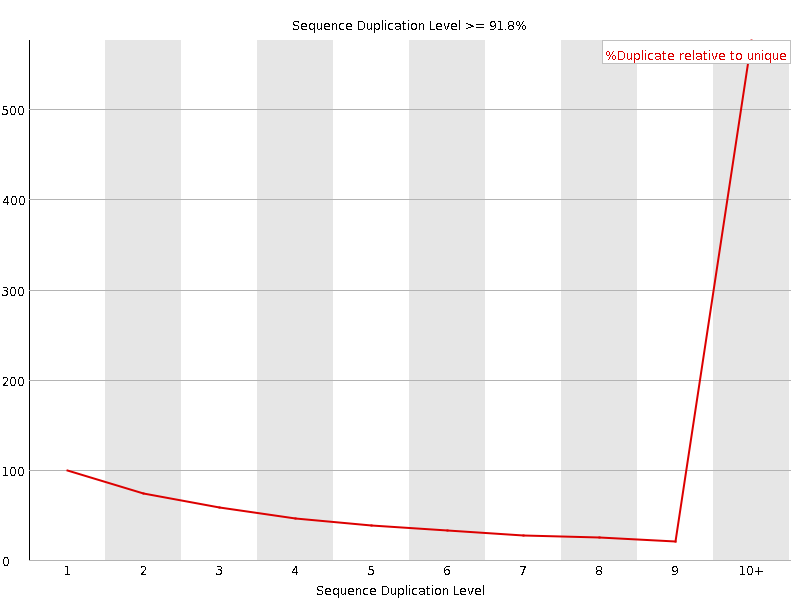 Sequence Duplication Level >= 91.8%
%Duplicate relative to unique
500
400
300
200
100
0
1 2 3 4 5 6 7 8 9 10+
Sequence Duplication Level